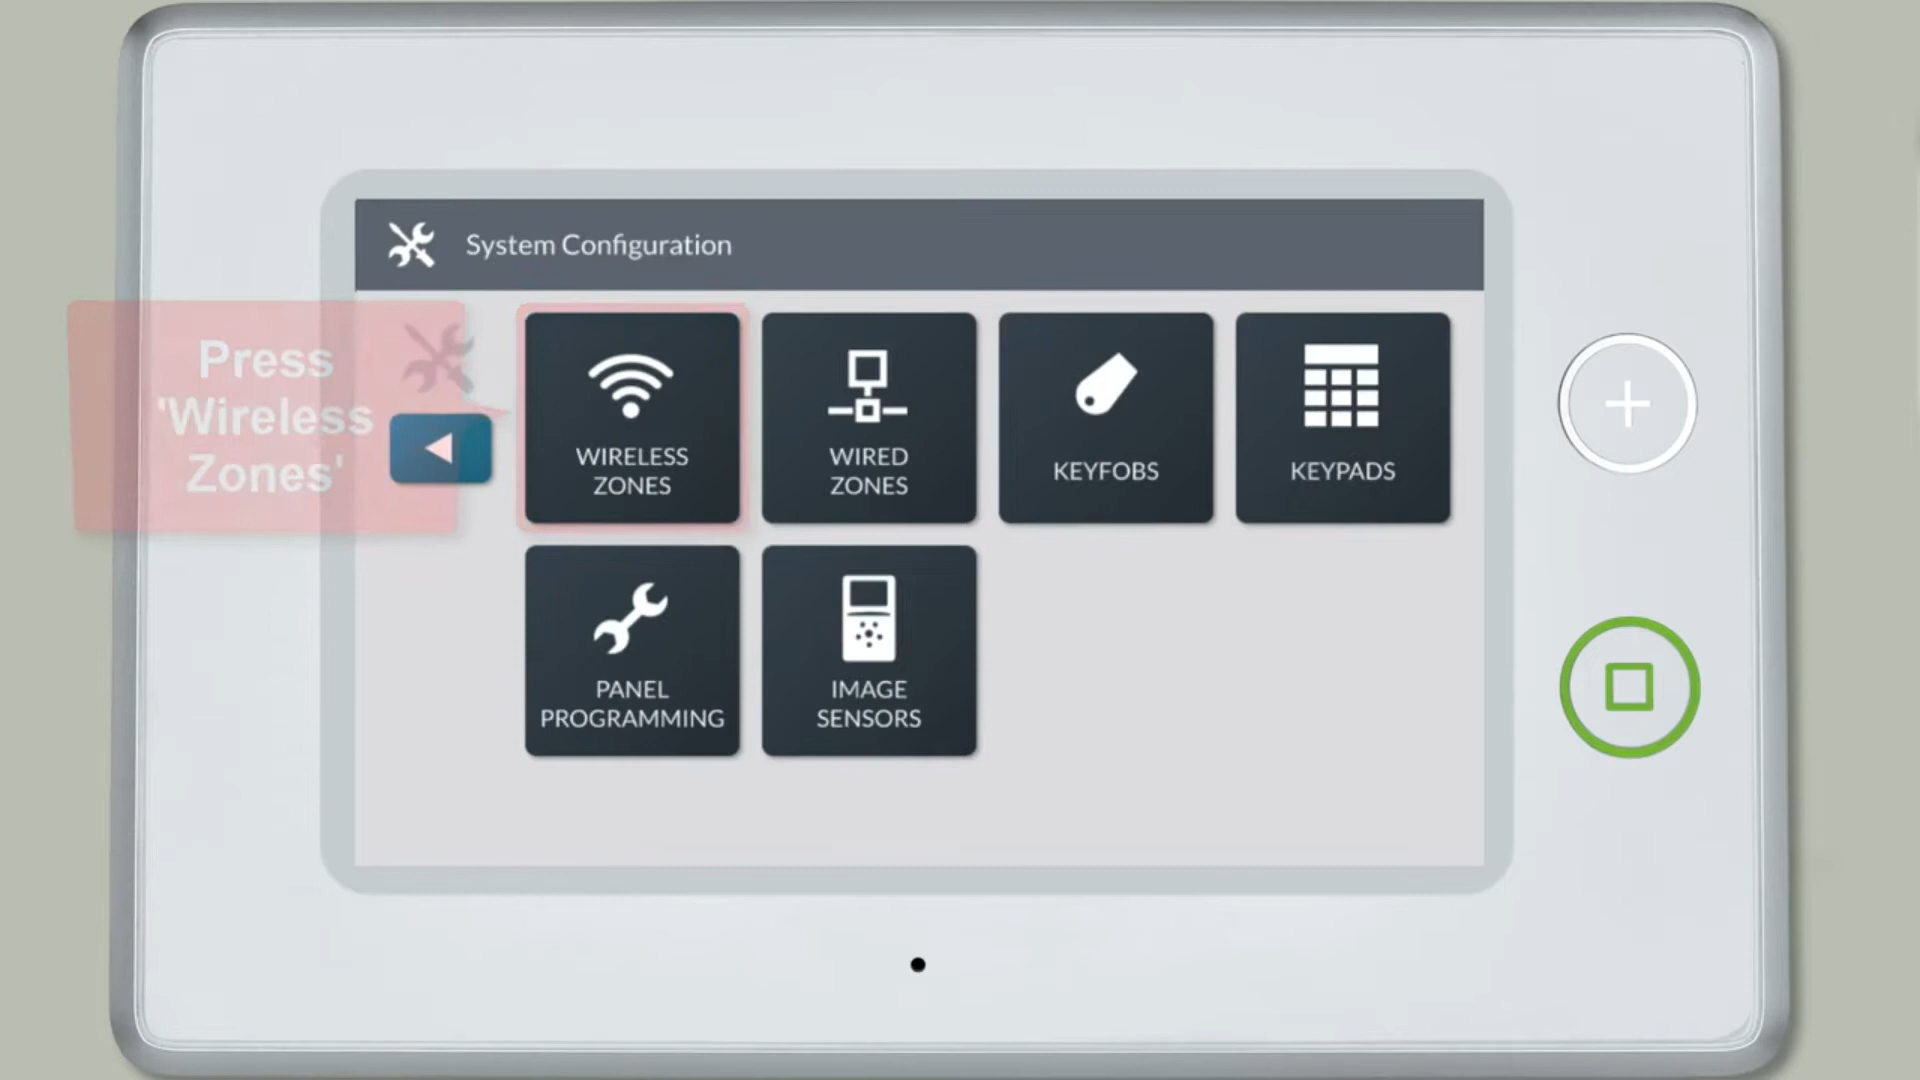 System Configuration
Press
'Wireless
Zones'
WIRELESS
ZONES
WIRED
ZONES
KEYFOBS
KEYPADS
PANEL
PROGRAMMING
IMAGE
SENSORS